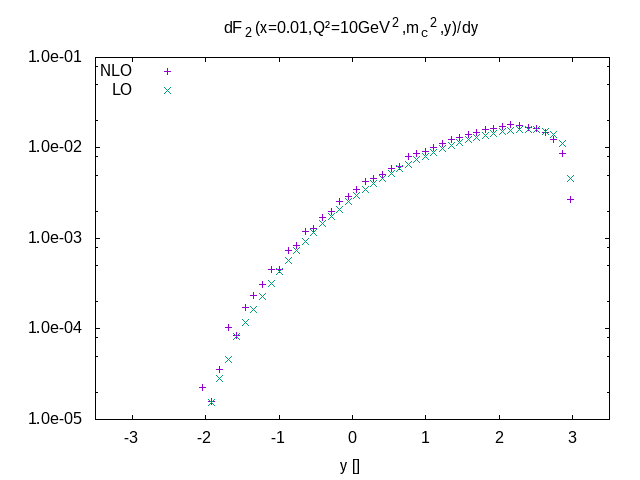 dF₂(x=0.01,Q²=10GeV²,m_c²,y)/dy
1.0e-01
NLO
LO
1.0e-02
1.0e-03
1.0e-04
1.0e-05
-3 -2 -1 0 1 2 3
y []